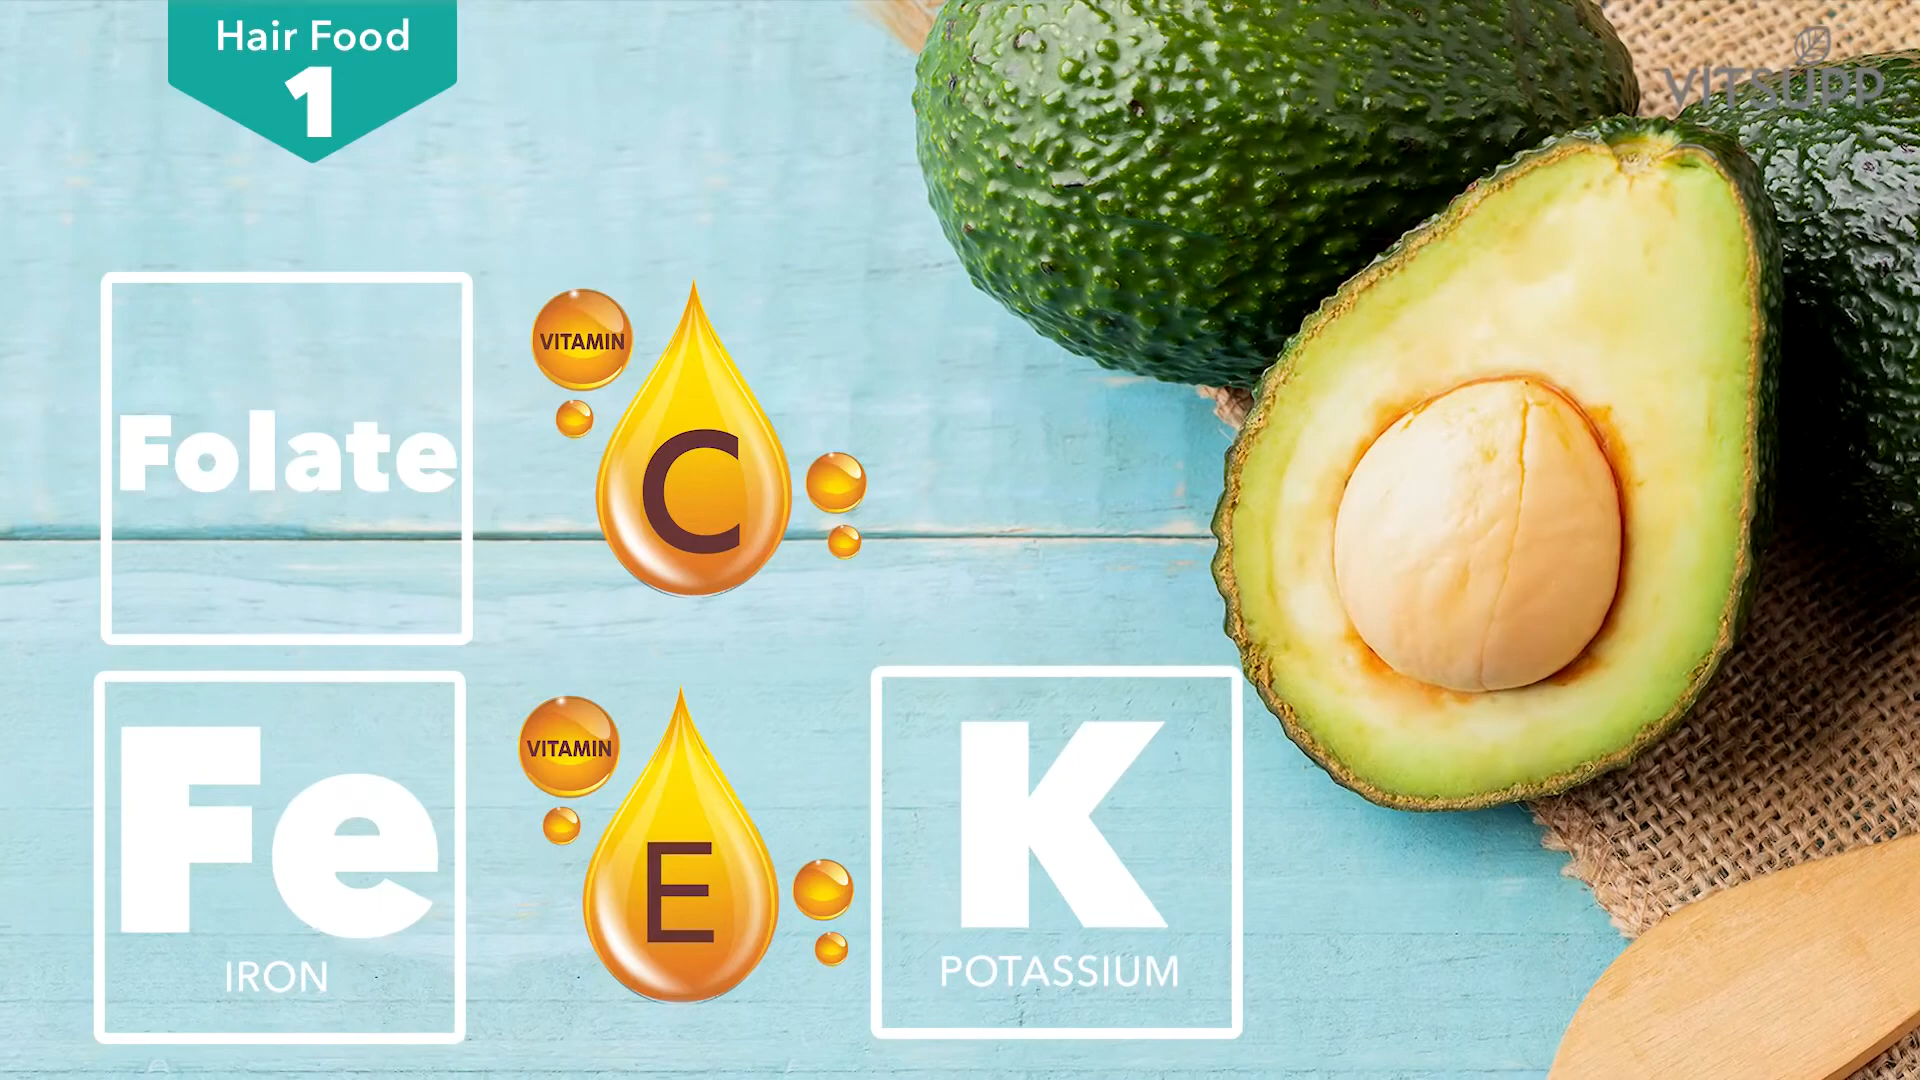 Hair Food
1
VITSUPP
Folate
VITAMIN
C
Fe
IRON
VITAMIN
E
K
POTASSIUM